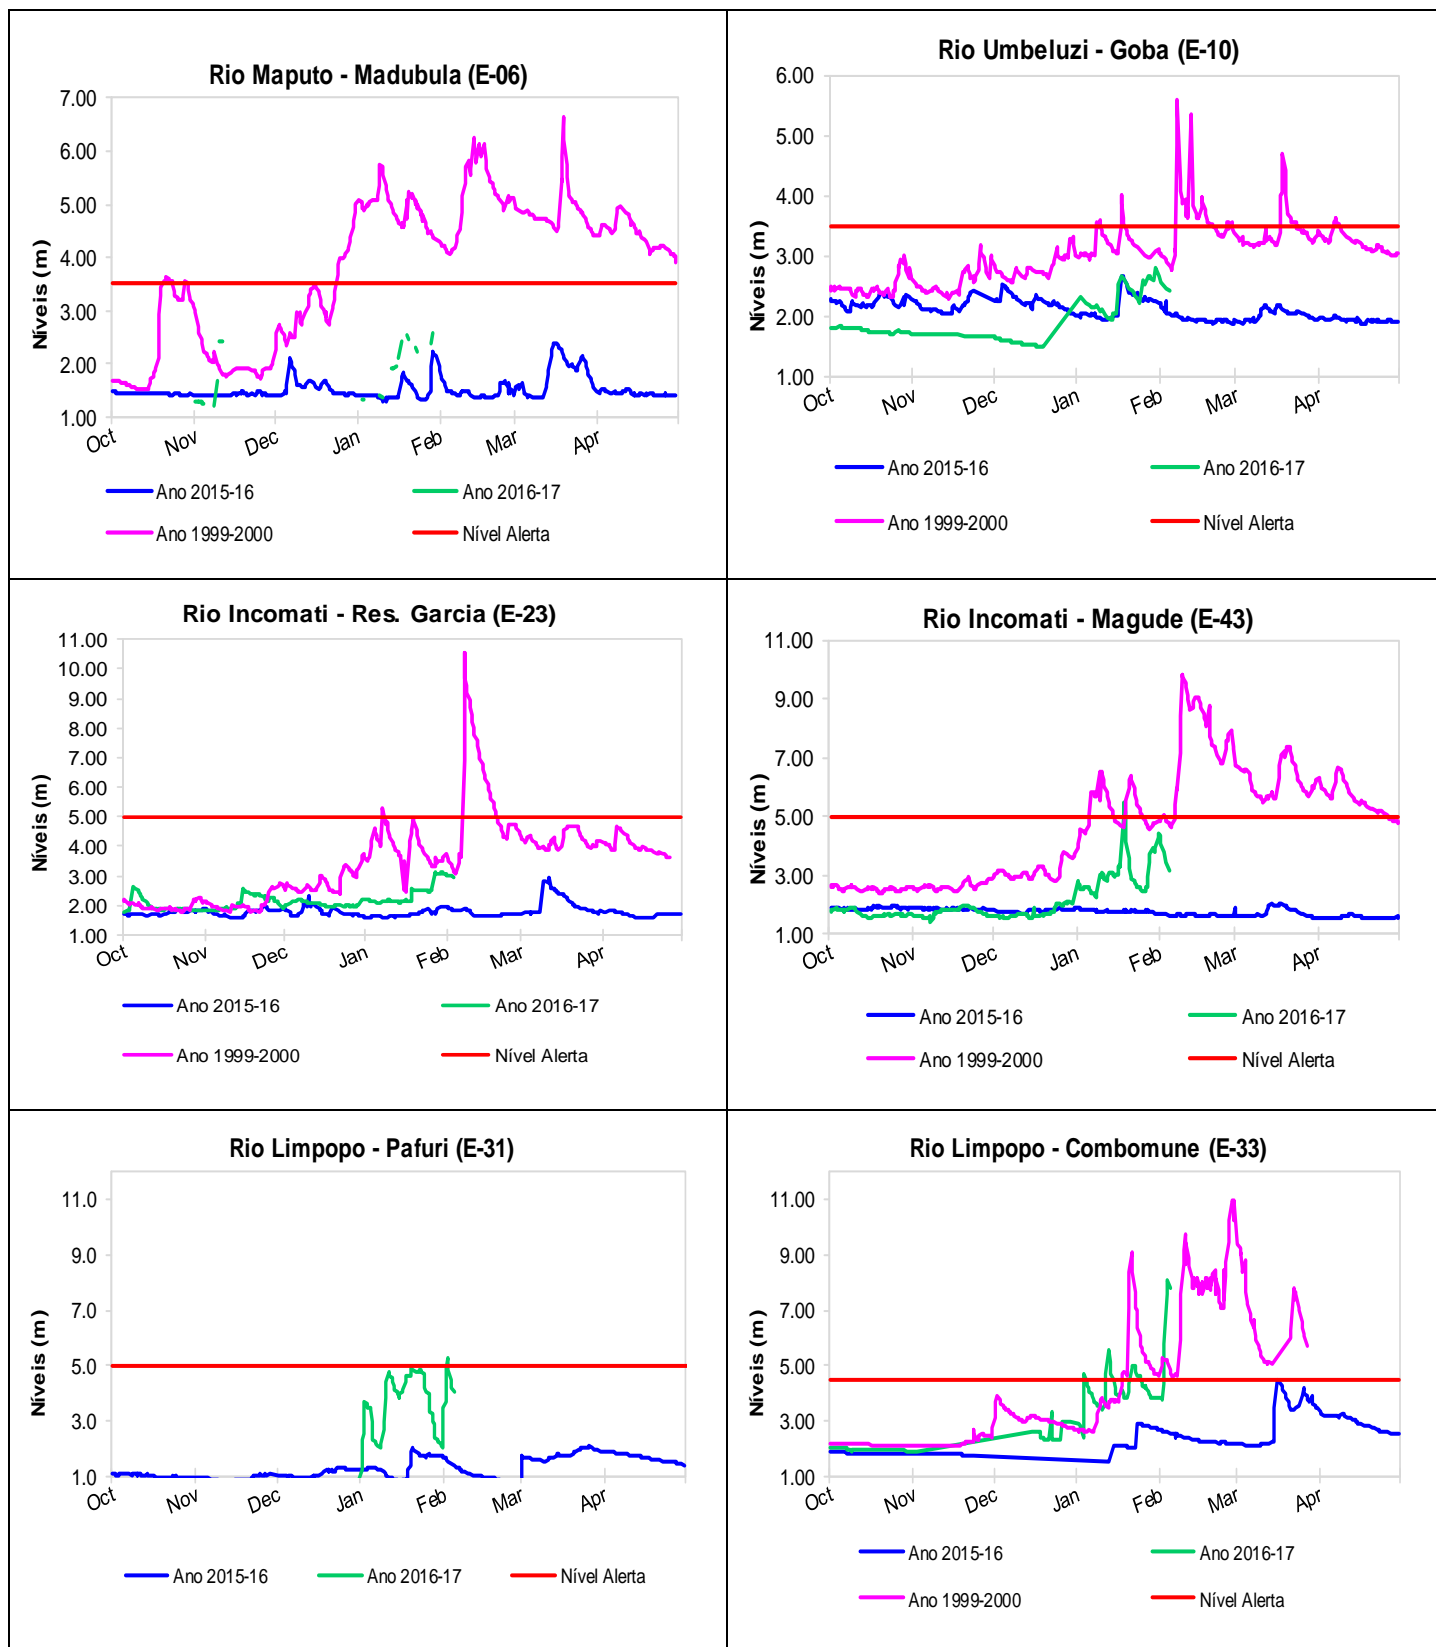 Rio Maputo - Madubula (E-06)
Níveis (m)
7.00
6.00
5.00
4.00
3.00
2.00
1.00
Oct Nov Dec Jan Feb Mar Apr
Ano 2015-16 Ano 2016-17
Ano 1999-2000 Nível Alerta
Rio Umbeluzi - Goba (E-10)
Níveis (m)
6.00
5.00
4.00
3.00
2.00
1.00
Oct Nov Dec Jan Feb Mar Apr
Ano 2015-16 Ano 2016-17
Ano 1999-2000 Nível Alerta
Rio Incomati - Res. Garcia (E-23)
Níveis (m)
11.00
10.00
9.00
8.00
7.00
6.00
5.00
4.00
3.00
2.00
1.00
Oct Nov Dec Jan Feb Mar Apr
Ano 2015-16 Ano 2016-17
Ano 1999-2000 Nível Alerta
Rio Incomati - Magude (E-43)
Níveis (m)
11.00
9.00
7.00
5.00
3.00
1.00
Oct Nov Dec Jan Feb Mar Apr
Ano 2015-16 Ano 2016-17
Ano 1999-2000 Nível Alerta
Rio Limpopo - Pafuri (E-31)
Níveis (m)
11.0
9.0
7.0
5.0
3.0
1.0
Oct Nov Dec Jan Feb Mar Apr
Ano 2015-16 Ano 2016-17 Nível Alerta
Rio Limpopo - Combomune (E-33)
Níveis (m)
11.00
9.00
7.00
5.00
3.00
1.00
Oct Nov Dec Jan Feb Mar Apr
Ano 2015-16 Ano 2016-17
Ano 1999-2000 Nível Alerta